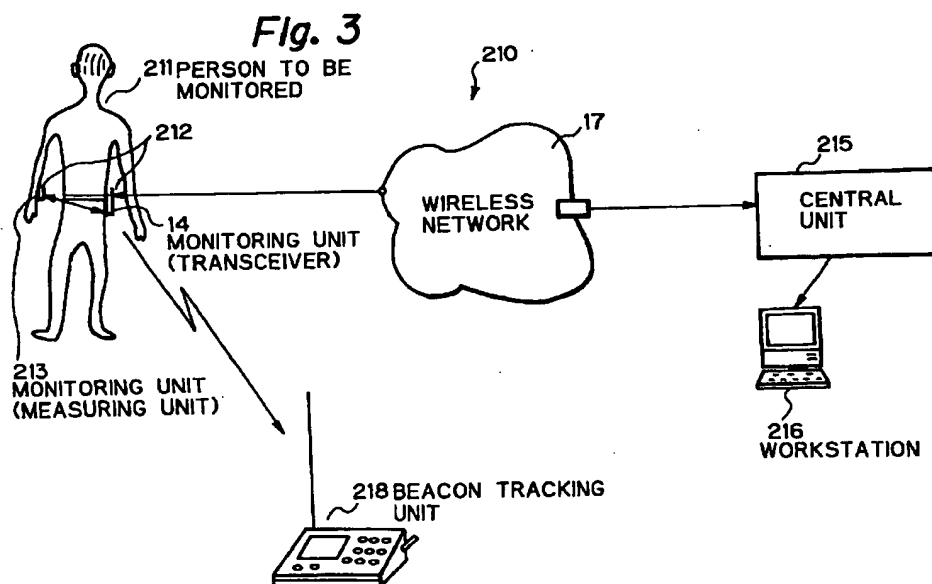 Fig. 3
211 PERSON TO BE
MONITORED
210
212
17
215
WIRELESS
NETWORK
CENTRAL
UNIT
14
MONITORING UNIT
(TRANSCEIVER)
213
MONITORING UNIT
(MEASURING UNIT)
216
WORKSTATION
218 BEACON TRACKING
UNIT